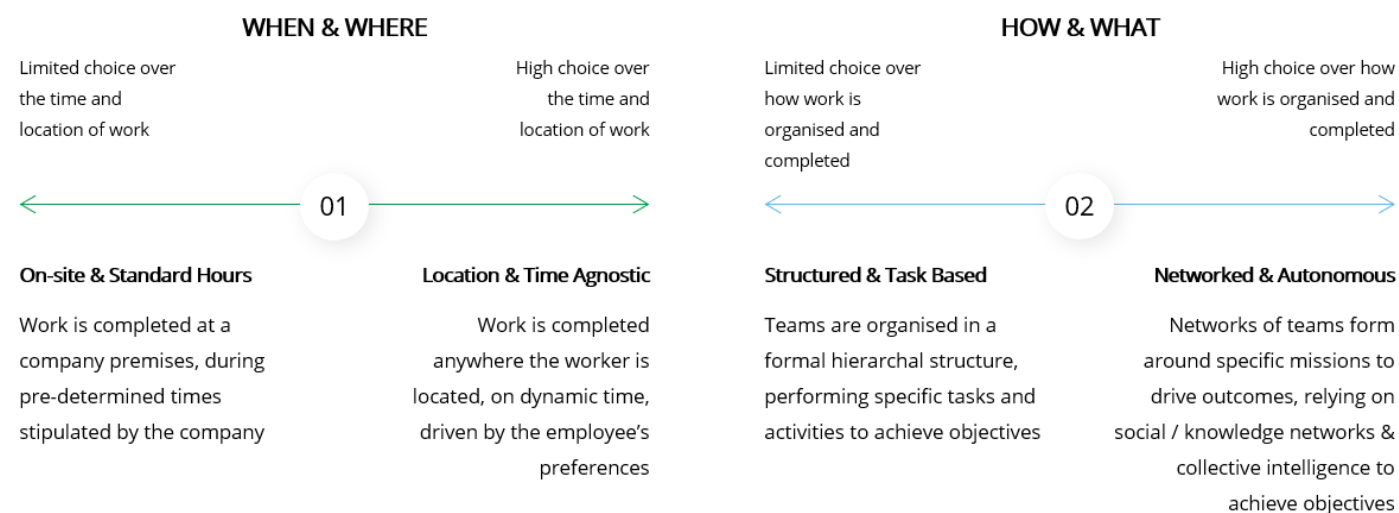 WHEN & WHERE
Limited choice over
the time and
location of work
High choice over
the time and
location of work
01
On-site & Standard Hours
Work is completed at a
company premises, during
pre-determined times
stipulated by the company
Location & Time Agnostic
Work is completed
anywhere the worker is
located, on dynamic time,
driven by the employee's
preferences
HOW & WHAT
Limited choice over
how work is
organised and
completed
High choice over how
work is organised and
completed
02
Structured & Task Based
Teams are organised in a
formal hierarchal structure,
performing specific tasks and
activities to achieve objectives
Networked & Autonomous
Networks of teams form
around specific missions to
drive outcomes, relying on
social / knowledge networks &
collective intelligence to
achieve objectives